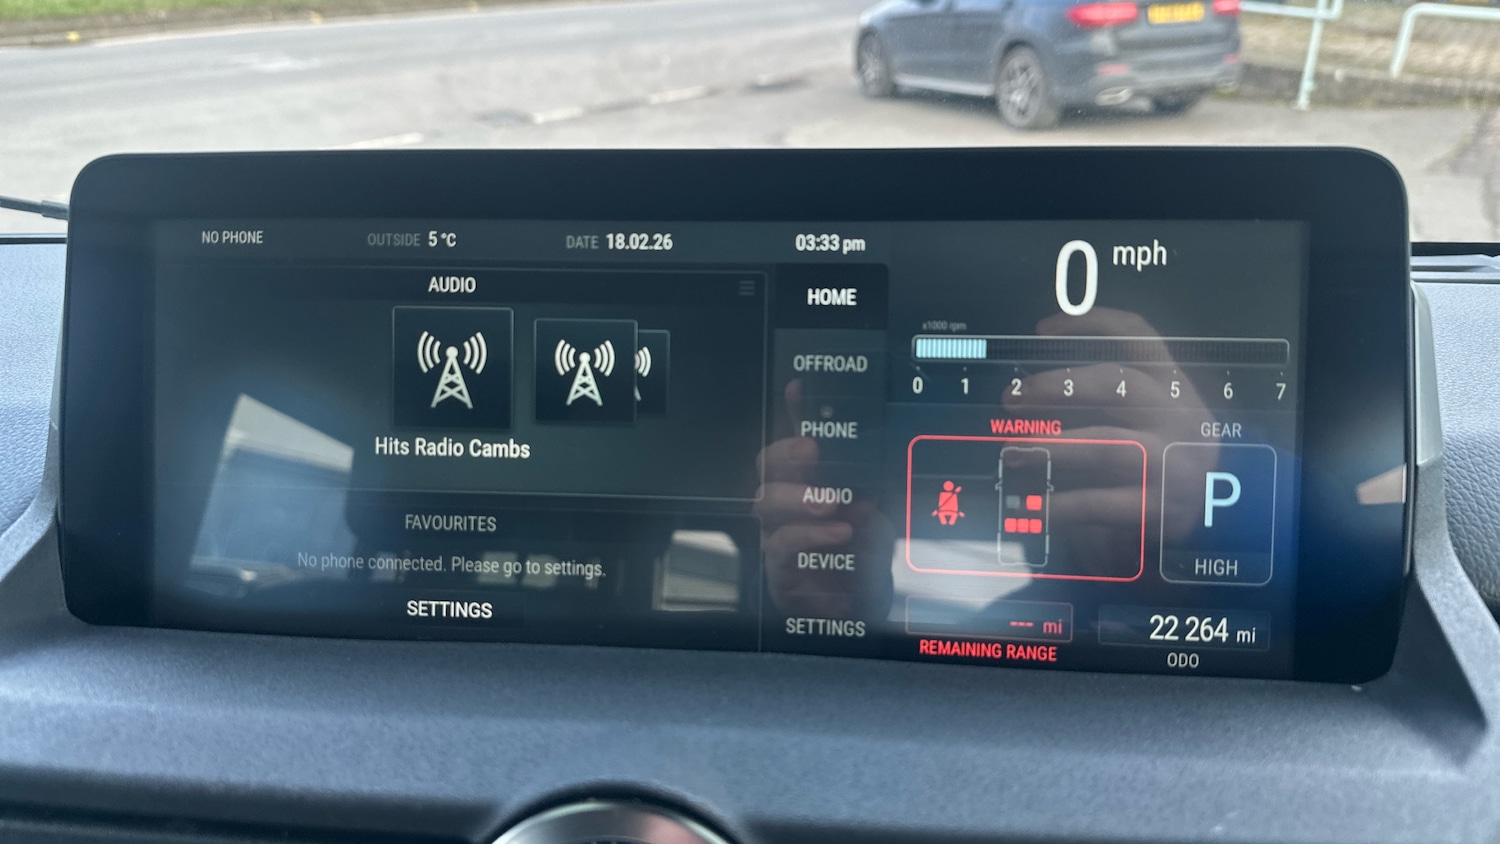 NO PHONE
OUTSIDE 5 °C
DATE 18.02.26
03:33 pm
AUDIO
Hits Radio Cambs
FAVOURITES
No phone connected. Please go to settings.
SETTINGS
HOME
OFFROAD
PHONE
AUDIO
DEVICE
SETTINGS
0 mph
x1000 rpm
0 1 2 3 4 5 6 7
WARNING
GEAR
P
HIGH
--- mi
REMAINING RANGE
22 264 mi
ODO